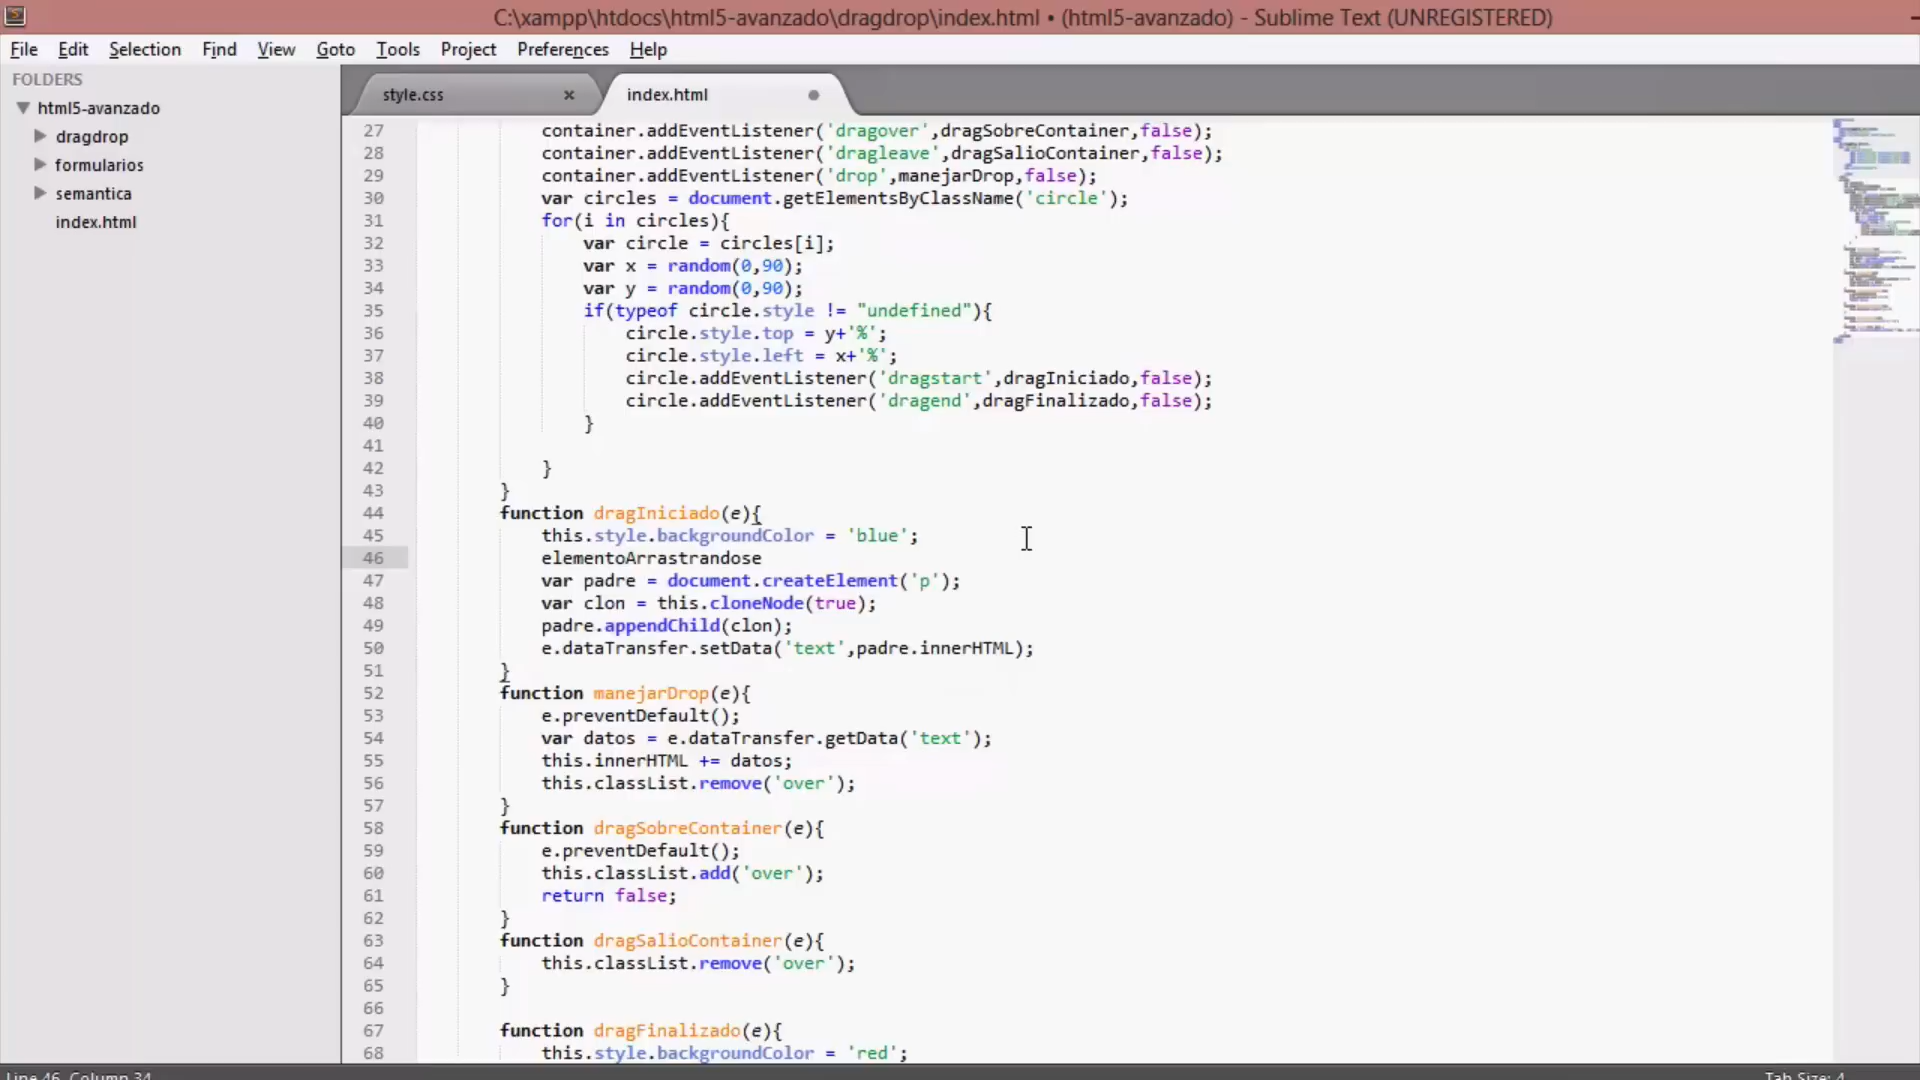 C:\xampp\htdocs\html5-avanzado\dragdrop\index.html • (html5-avanzado) - Sublime Text (UNREGISTERED)
File Edit Selection Find View Goto Tools Project Preferences Help
FOLDERS
html5-avanzado
dragdrop
formularios
semantica
index.html
style.css × index.html
27 container.addEventListener('dragover',dragSobreContainer,false);
28 container.addEventListener('dragleave',dragSalioContainer,false);
29 container.addEventListener('drop',manejarDrop,false);
30 var circles = document.getElementsByClassName('circle');
31 for(i in circles){
32 var circle = circles[i];
33 var x = random(0,90);
34 var y = random(0,90);
35 if(typeof circle.style != "undefined"){
36 circle.style.top = y+'%';
37 circle.style.left = x+'%';
38 circle.addEventListener('dragstart',dragIniciado,false);
39 circle.addEventListener('dragend',dragFinalizado,false);
40 }
41
42 }
43 }
44 function dragIniciado(e){
45 this.style.backgroundColor = 'blue';
46 elementoArrastrandose
47 var padre = document.createElement('p');
48 var clon = this.cloneNode(true);
49 padre.appendChild(clon);
50 e.dataTransfer.setData('text',padre.innerHTML);
51 }
52 function manejarDrop(e){
53 e.preventDefault();
54 var datos = e.dataTransfer.getData('text');
55 this.innerHTML += datos;
56 this.classList.remove('over');
57 }
58 function dragSobreContainer(e){
59 e.preventDefault();
60 this.classList.add('over');
61 return false;
62 }
63 function dragSalioContainer(e){
64 this.classList.remove('over');
65 }
66
67 function dragFinalizado(e){
68 this.style.backgroundColor = 'red';
Line 46, Column 34 Tab Size: 4